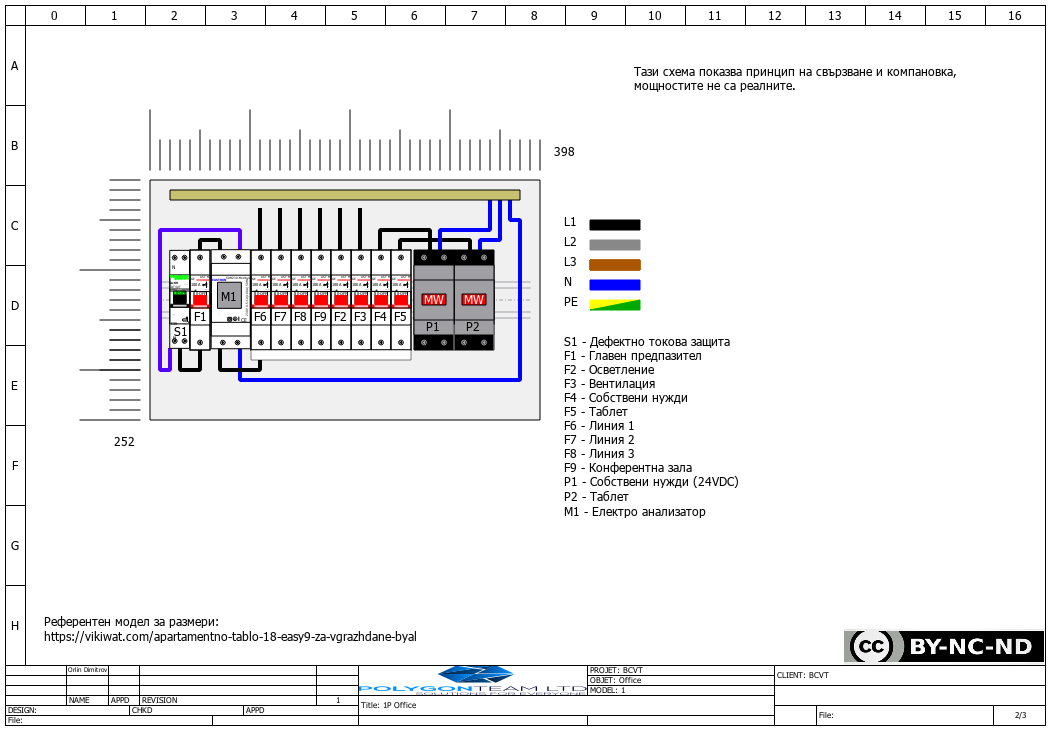 0 1 2 3 4 5 6 7 8 9 10 11 12 13 14 15 16
A
B
C
D
E
F
G
H
Тази схема показва принцип на свързване и компановка,
мощностите не са реалните.
398
252
L1
L2
L3
N
PE
N
S1 F1 M1 F6 F7 F8 F9 F2 F3 F4 F5
MW MW
P1 P2
S1 - Дефектно токова защита
F1 - Главен предпазител
F2 - Осветление
F3 - Вентилация
F4 - Собствени нужди
F5 - Таблет
F6 - Линия 1
F7 - Линия 2
F8 - Линия 3
F9 - Конферентна зала
P1 - Собствени нужди (24VDC)
P2 - Таблет
M1 - Електро анализатор
Референтен модел за размери:
https://vikiwat.com/apartamentno-tablo-18-easy9-za-vgrazhdane-byal
cc BY-NC-ND
Orlin Dimitrov
NAME APPD REVISION 1
DESIGN: CHKD APPD
File:
POLYGONTEAM LTD
SOLUTIONS FOR EVERYONE
Title: 1P Office
PROJET: BCVT
OBJET: Office
MODEL: 1
CLIENT: BCVT
File: 2/3